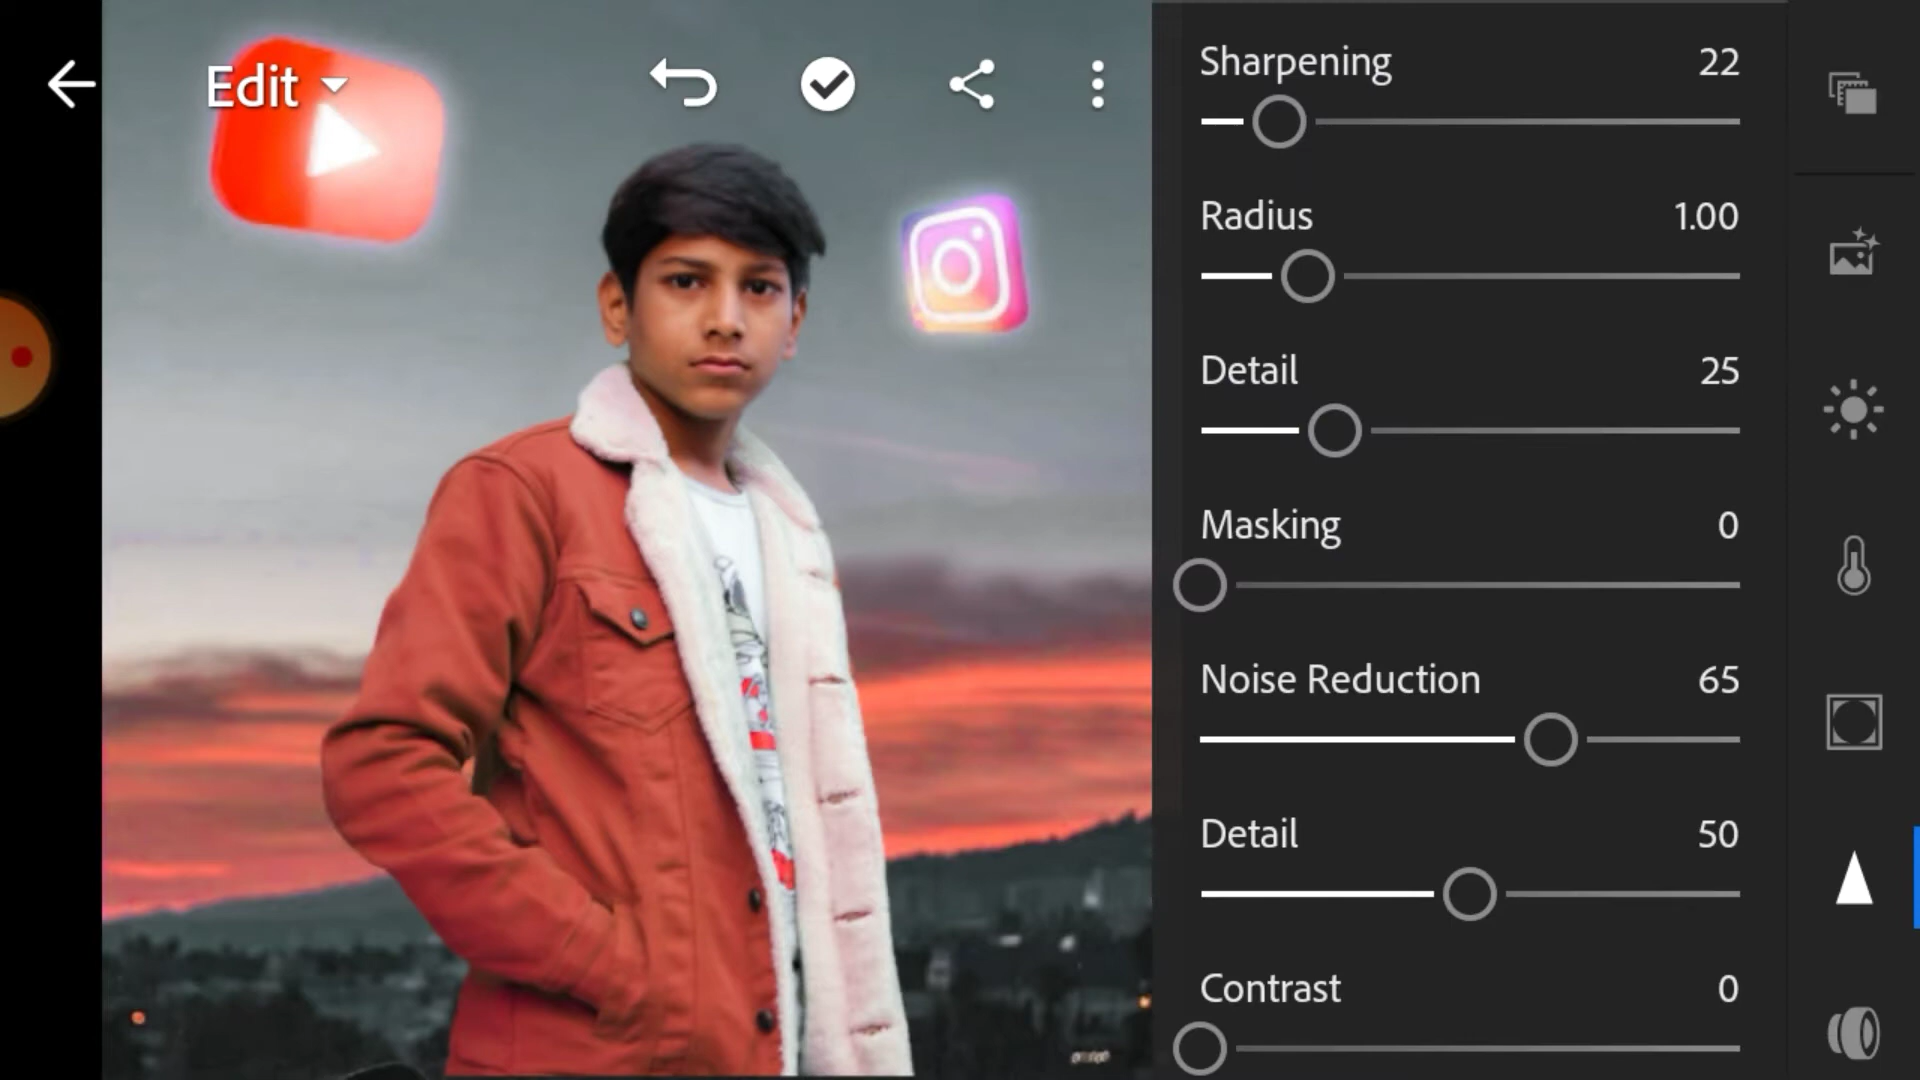 Edit
Sharpening 22
Radius 1.00
Detail 25
Masking 0
Noise Reduction 65
Detail 50
Contrast 0